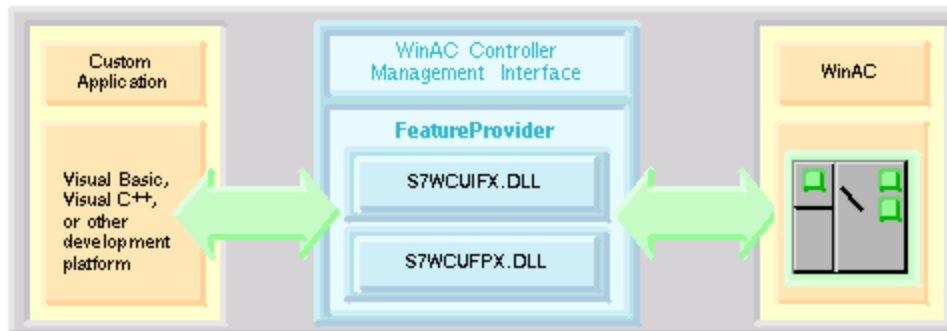 Custom
Application
Visual Basic,
Visual C++,
or other
development
platform
WinAC Controller
Management Interface
FeatureProvider
S7WCUIFX.DLL
S7WCUFPX.DLL
WinAC